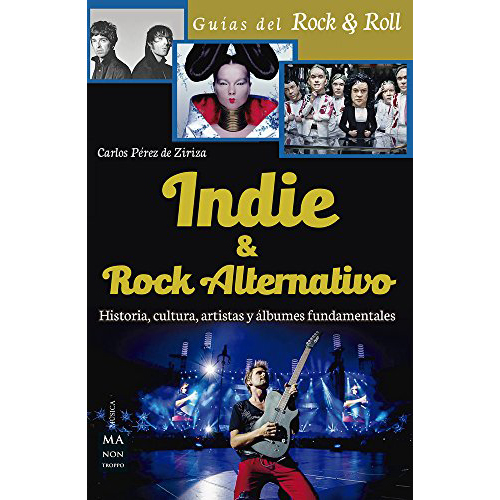 Guías del Rock & Roll
Carlos Pérez de Ziriza
Indie
&
Rock Alternativo
Historia, cultura, artistas y álbumes fundamentales
MÚSICA
MA
NON
TROPPO